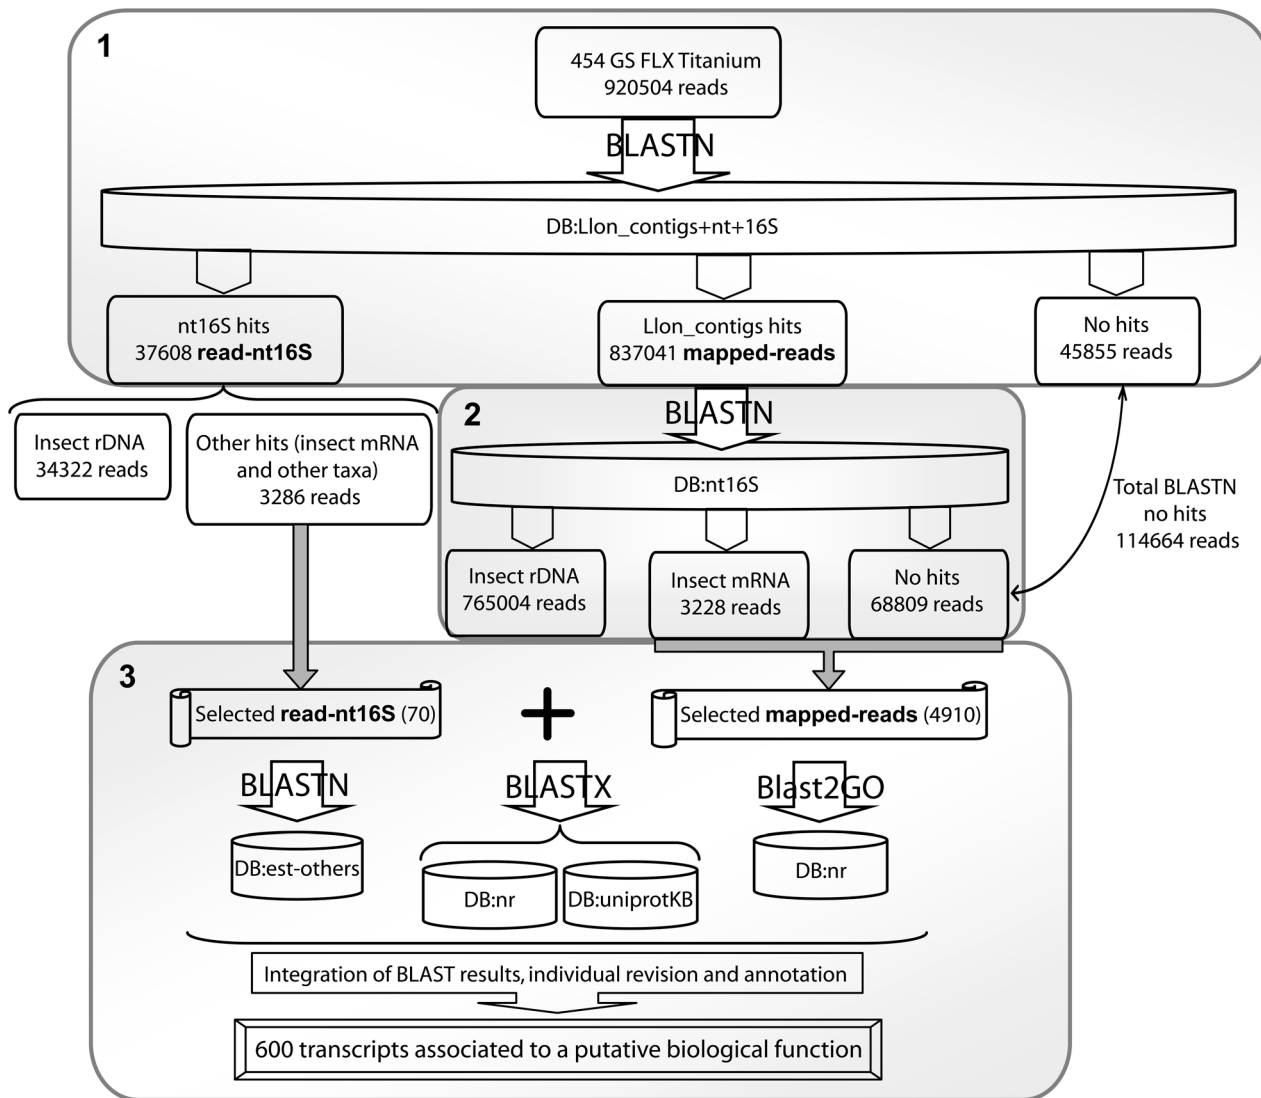 1
454 GS FLX Titanium
920504 reads
BLASTN
DB:Llon_contigs+nt+16S
nt16S hits
37608 read-nt16S
Llon_contigs hits
837041 mapped-reads
No hits
45855 reads
Insect rDNA
34322 reads
Other hits (insect mRNA
and other taxa)
3286 reads
2
BLASTN
DB:nt16S
Insect rDNA
765004 reads
Insect mRNA
3228 reads
No hits
68809 reads
Total BLASTN
no hits
114664 reads
3
Selected read-nt16S (70)
+
Selected mapped-reads (4910)
BLASTN
DB:est-others
BLASTX
DB:nr
DB:uniprotKB
Blast2GO
DB:nr
Integration of BLAST results, individual revision and annotation
600 transcripts associated to a putative biological function